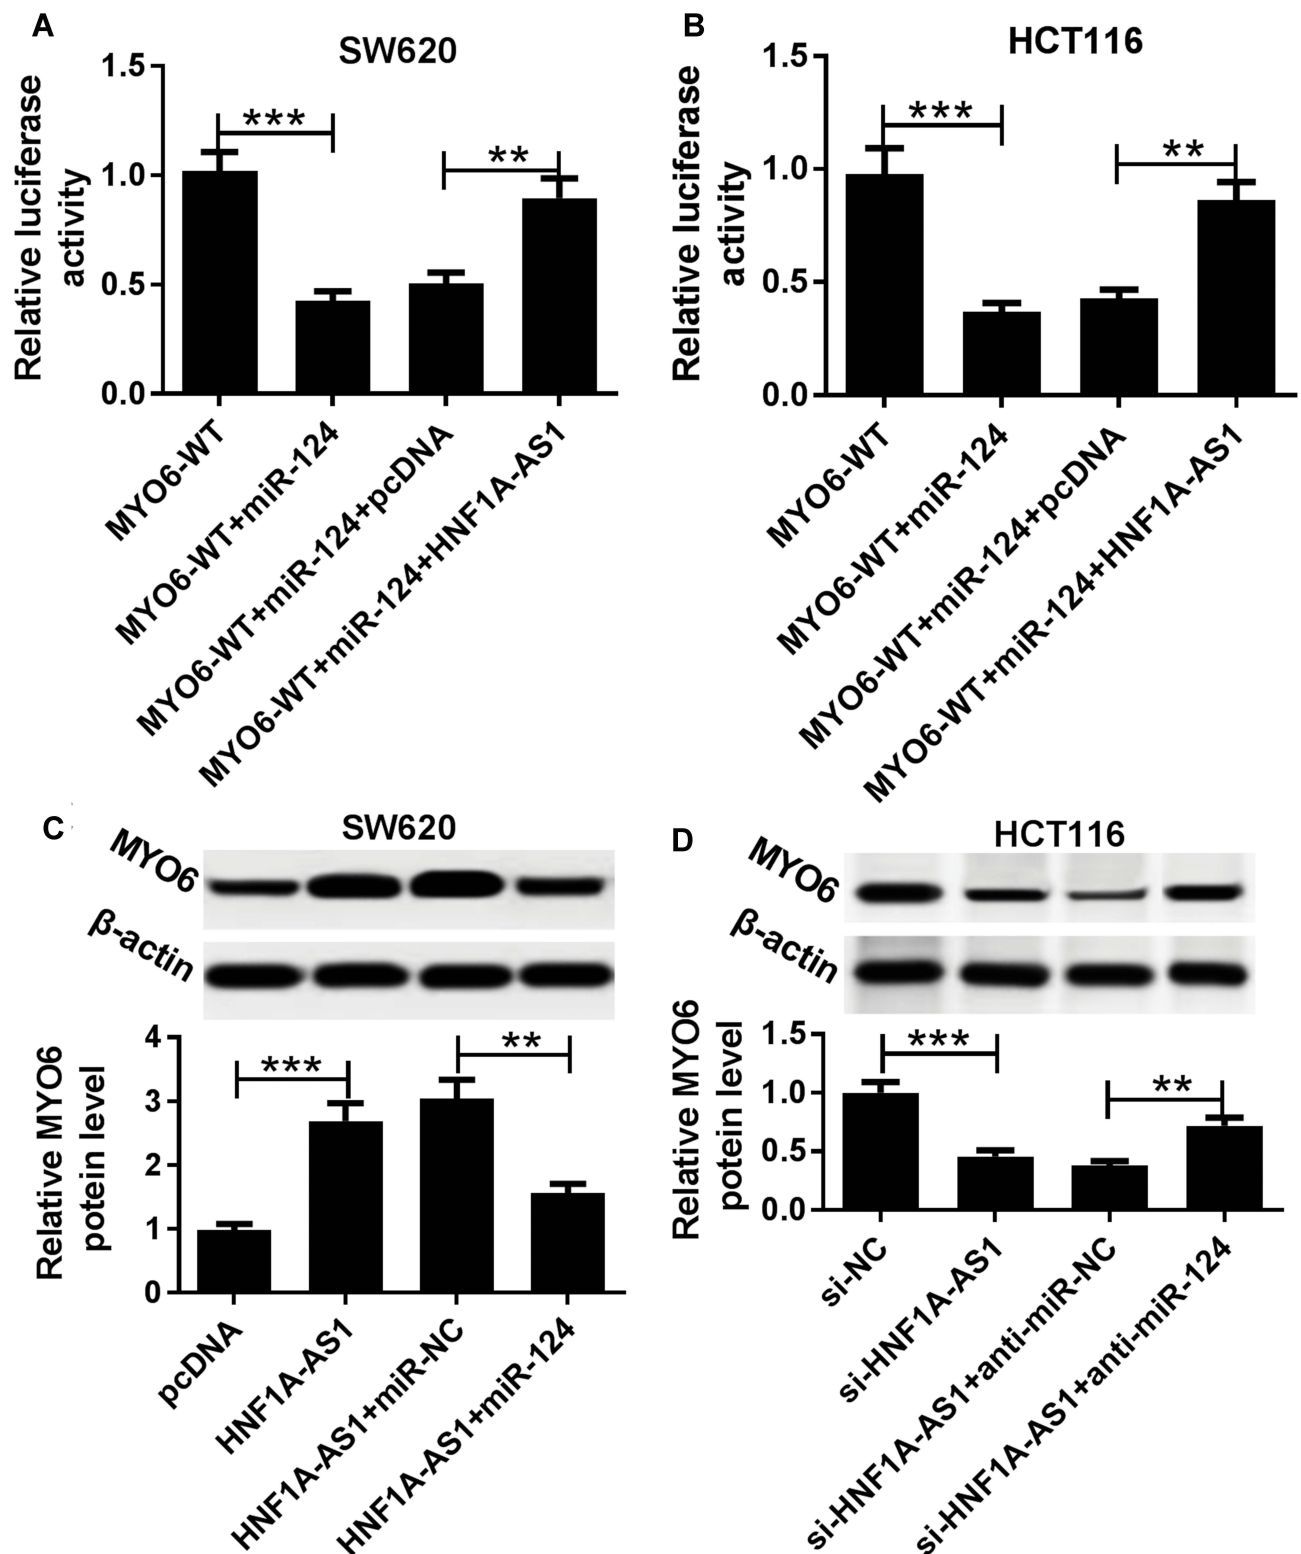 A
SW620
Relative luciferase
activity
1.5
1.0
0.5
0.0
***
**
MYO6-WT
MYO6-WT+miR-124
MYO6-WT+miR-124+pcDNA
MYO6-WT+miR-124+HNF1A-AS1
B
HCT116
Relative luciferase
activity
1.5
1.0
0.5
0.0
***
**
MYO6-WT
MYO6-WT+miR-124
MYO6-WT+miR-124+pcDNA
MYO6-WT+miR-124+HNF1A-AS1
C
SW620
MYO6
β-actin
Relative MYO6
potein level
4
3
2
1
0
***
**
pcDNA
HNF1A-AS1
HNF1A-AS1+miR-NC
HNF1A-AS1+miR-124
D
HCT116
MYO6
β-actin
Relative MYO6
potein level
1.5
1.0
0.5
0.0
***
**
si-NC
si-HNF1A-AS1
si-HNF1A-AS1+anti-miR-NC
si-HNF1A-AS1+anti-miR-124